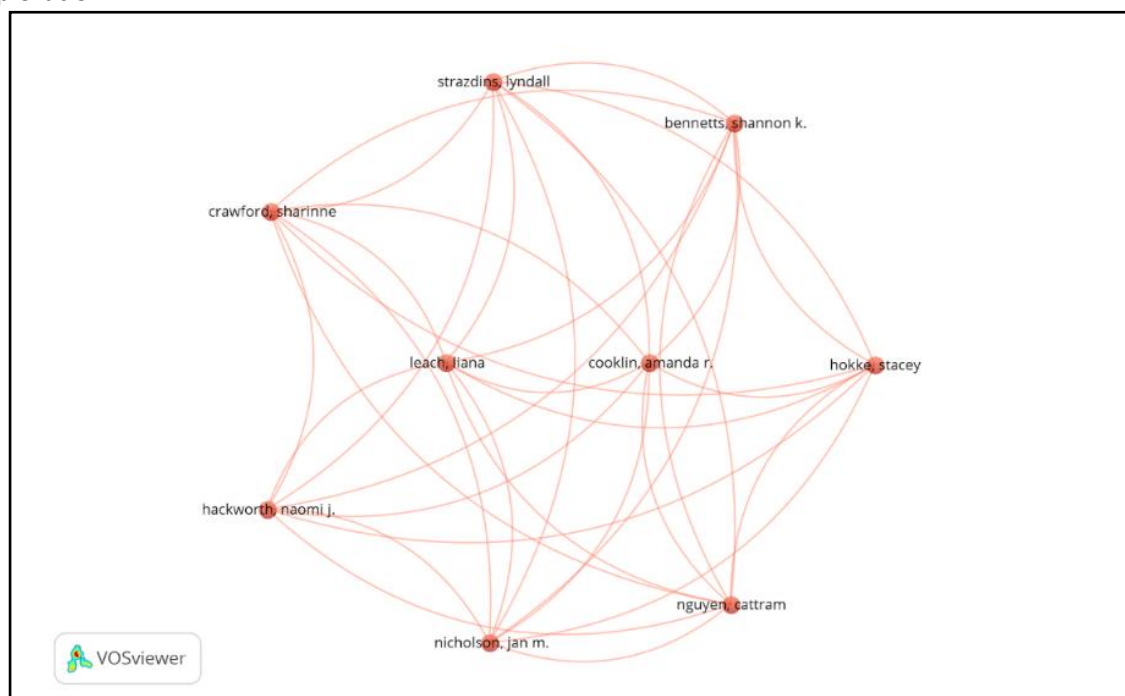 strazdins, lyndall
bennetts, shannon k.
crawford, sharinne
leach, liana
cooklin, amanda r.
hokke, stacey
hackworth, naomi j.
nguyen, cattram
nicholson, jan m.
VOSviewer